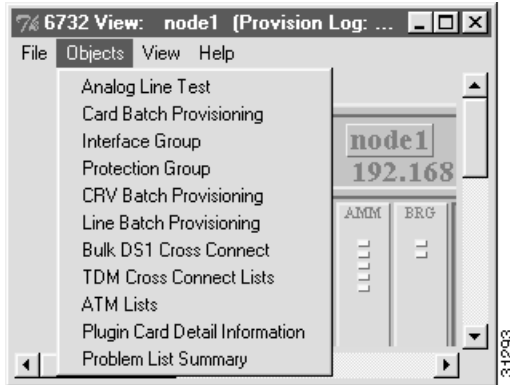 6732 View: node1 (Provision Log: ...
File Objects View Help
Analog Line Test
Card Batch Provisioning
Interface Group
Protection Group
CRV Batch Provisioning
Line Batch Provisioning
Bulk DS1 Cross Connect
TDM Cross Connect Lists
ATM Lists
Plugin Card Detail Information
Problem List Summary
node1
192.168
AMM BRG
31293